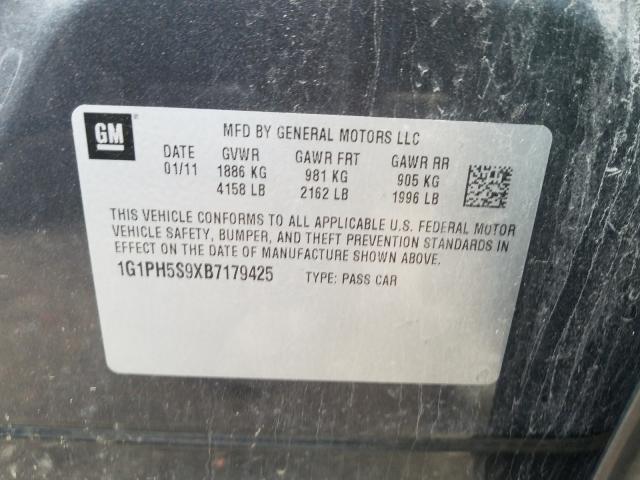 GM
MFD BY GENERAL MOTORS LLC
DATE GVWR GAWR FRT GAWR RR
01/11 1886 KG 981 KG 905 KG
4158 LB 2162 LB 1996 LB
THIS VEHICLE CONFORMS TO ALL APPLICABLE U.S. FEDERAL MOTOR
VEHICLE SAFETY, BUMPER, AND THEFT PREVENTION STANDARDS IN
EFFECT ON THE DATE OF MANUFACTURE SHOWN ABOVE.
1G1PH5S9XB7179425 TYPE: PASS CAR